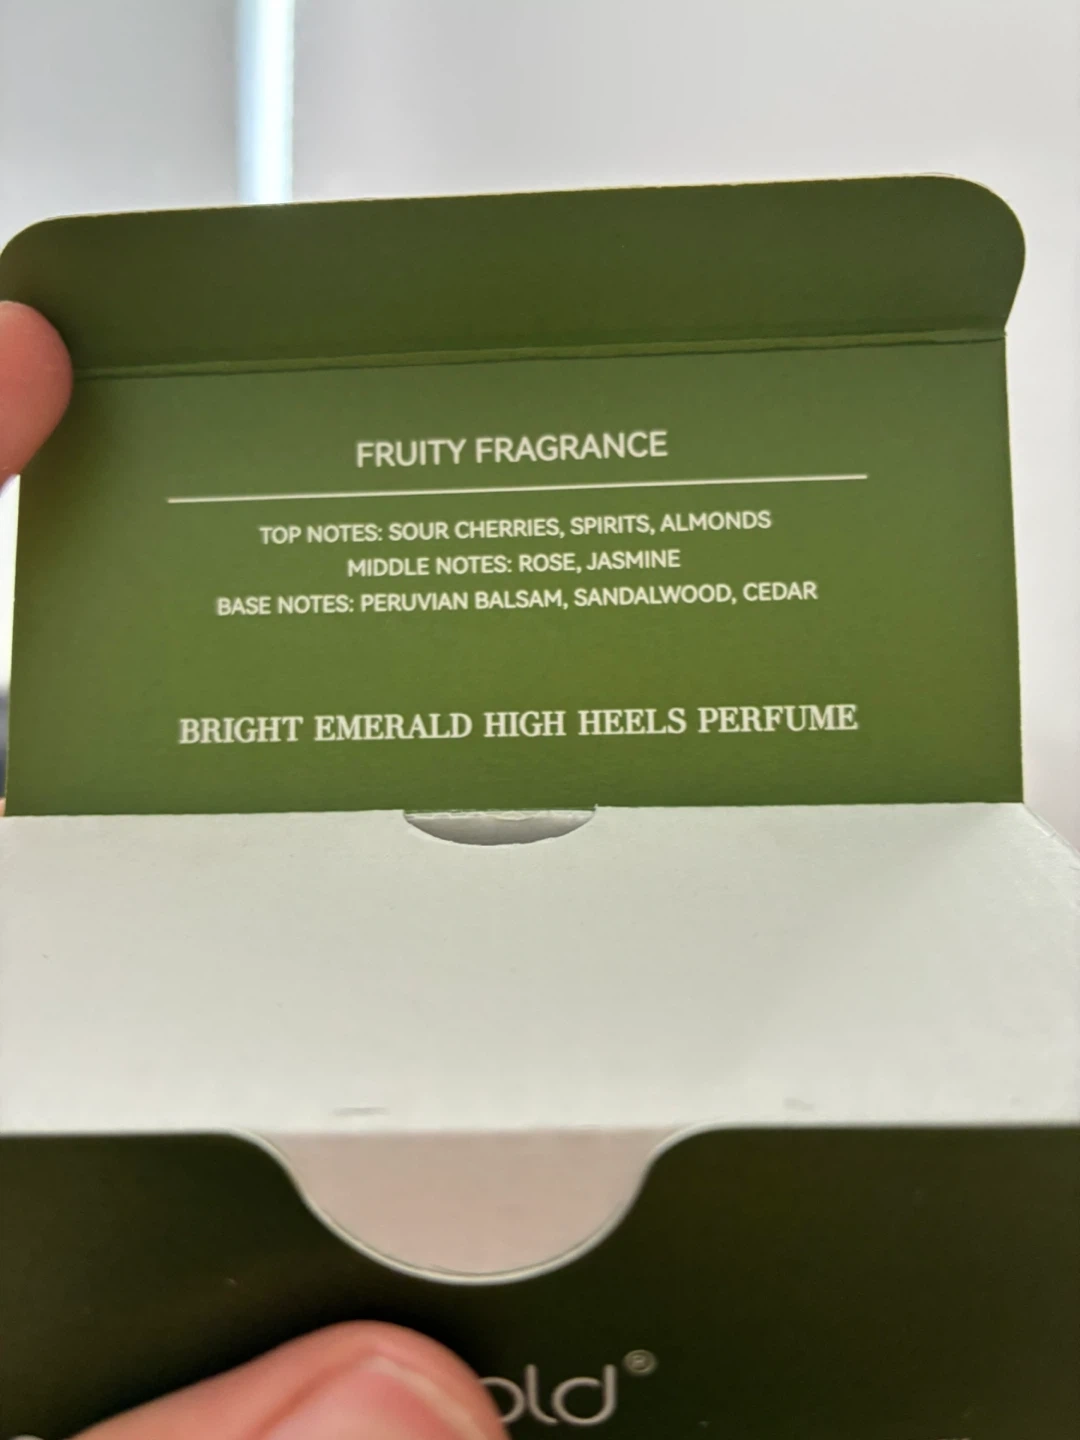 FRUITY FRAGRANCE
TOP NOTES: SOUR CHERRIES, SPIRITS, ALMONDS
MIDDLE NOTES: ROSE, JASMINE
BASE NOTES: PERUVIAN BALSAM, SANDALWOOD, CEDAR
BRIGHT EMERALD HIGH HEELS PERFUME